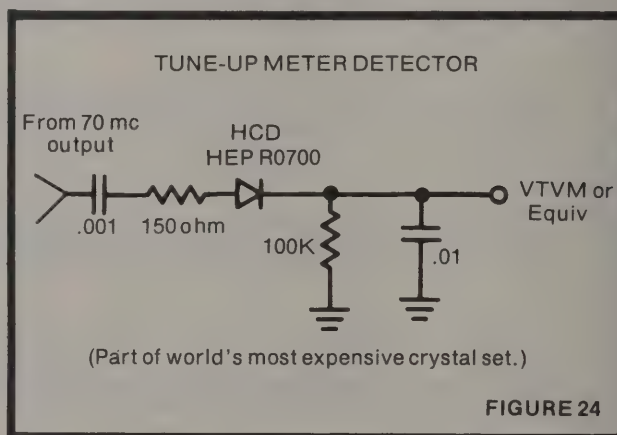 TUNE-UP METER DETECTOR
From 70 mc
output
HCD
HEP R0700
.001
150 ohm
100K
.01
VTVM or
Equiv
(Part of world's most expensive crystal set.)
FIGURE 24